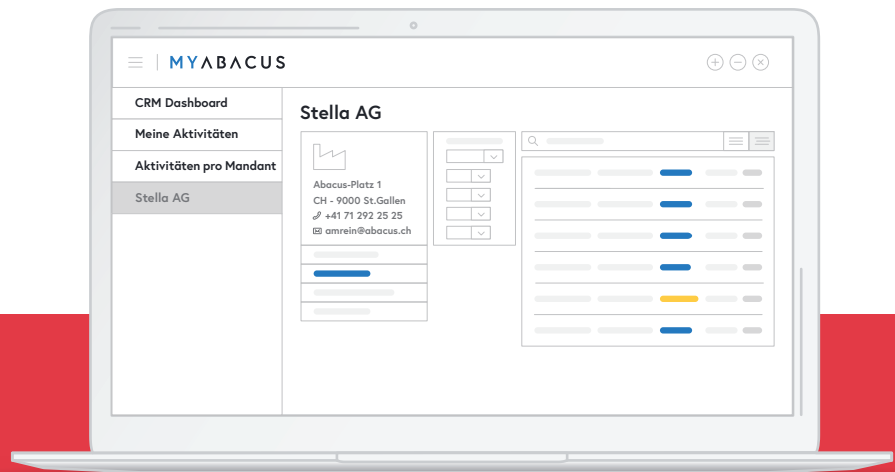 MYABACUS
CRM Dashboard
Meine Aktivitäten
Aktivitäten pro Mandant
Stella AG
Stella AG
Abacus-Platz 1
CH - 9000 St.Gallen
+41 71 292 25 25
amrein@abacus.ch